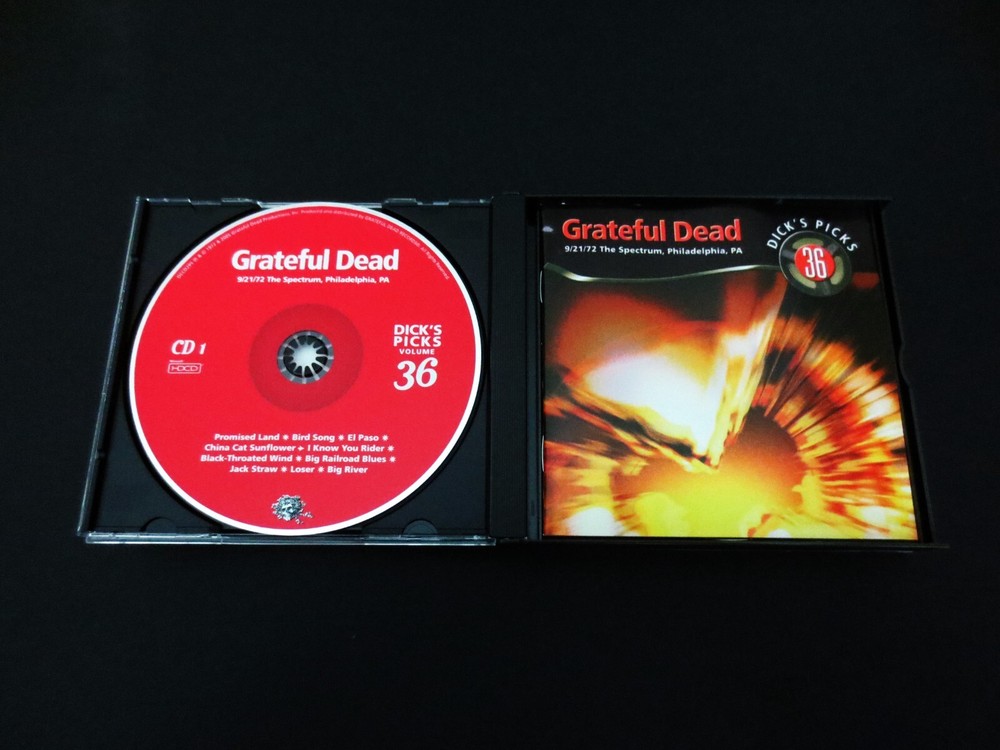 Grateful Dead
9/21/72 The Spectrum, Philadelphia, PA
CD 1
HDCD
DICK'S
PICKS
VOLUME
36
Promised Land * Bird Song * El Paso *
China Cat Sunflower > I Know You Rider *
Black-Throated Wind * Big Railroad Blues *
Jack Straw * Loser * Big River
Grateful Dead
9/21/72 The Spectrum, Philadelphia, PA
DICK'S PICKS
36